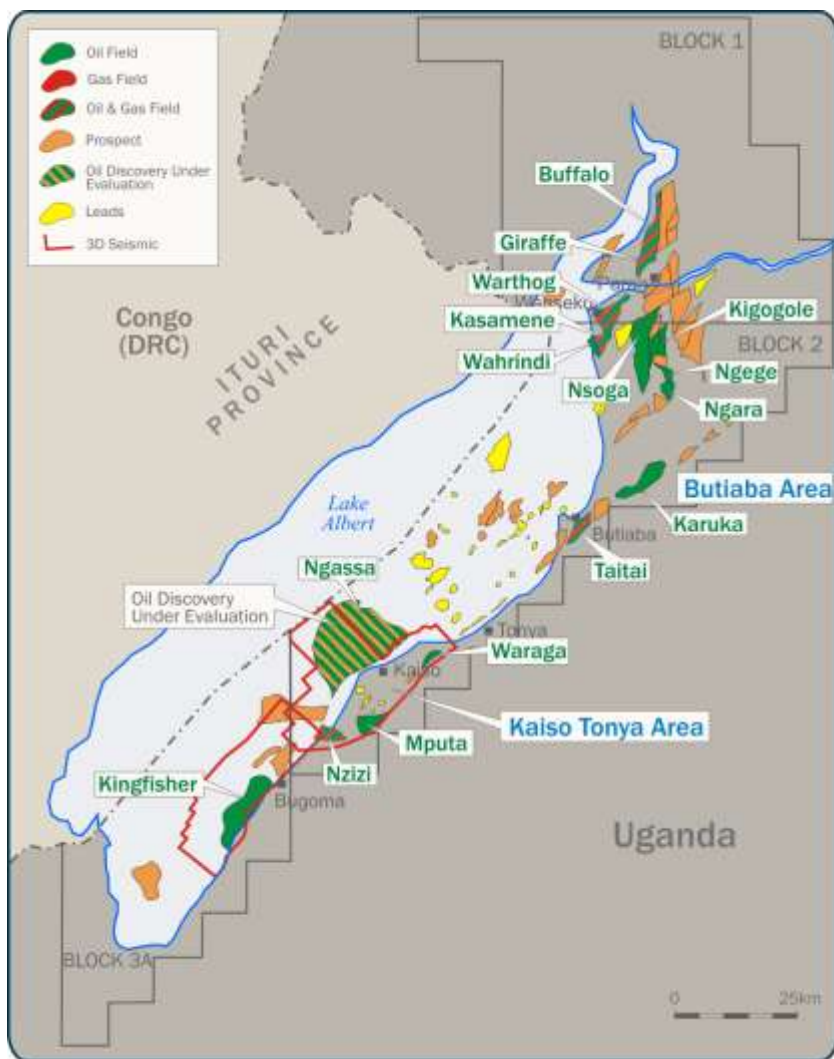 Oil Field
Gas Field
Oil & Gas Field
Prospect
Oil Discovery Under
Evaluation
Leads
3D Seismic
BLOCK 1
Buffalo
Giraffe
Warthog
Kasamene
Kigogole
BLOCK 2
Wahrindi
Ngege
Nsoga
Ngara
Congo
(DRC)
ITURI
PROVINCE
Butiaba Area
Karuka
Lake
Albert
Butiaba
Taitai
Ngassa
Oil Discovery
Under Evaluation
Tonya
Waraga
Kaiso
Kaiso Tonya Area
Mputa
Nzizi
Kingfisher
Bugoma
Uganda
BLOCK 3A
0 25km